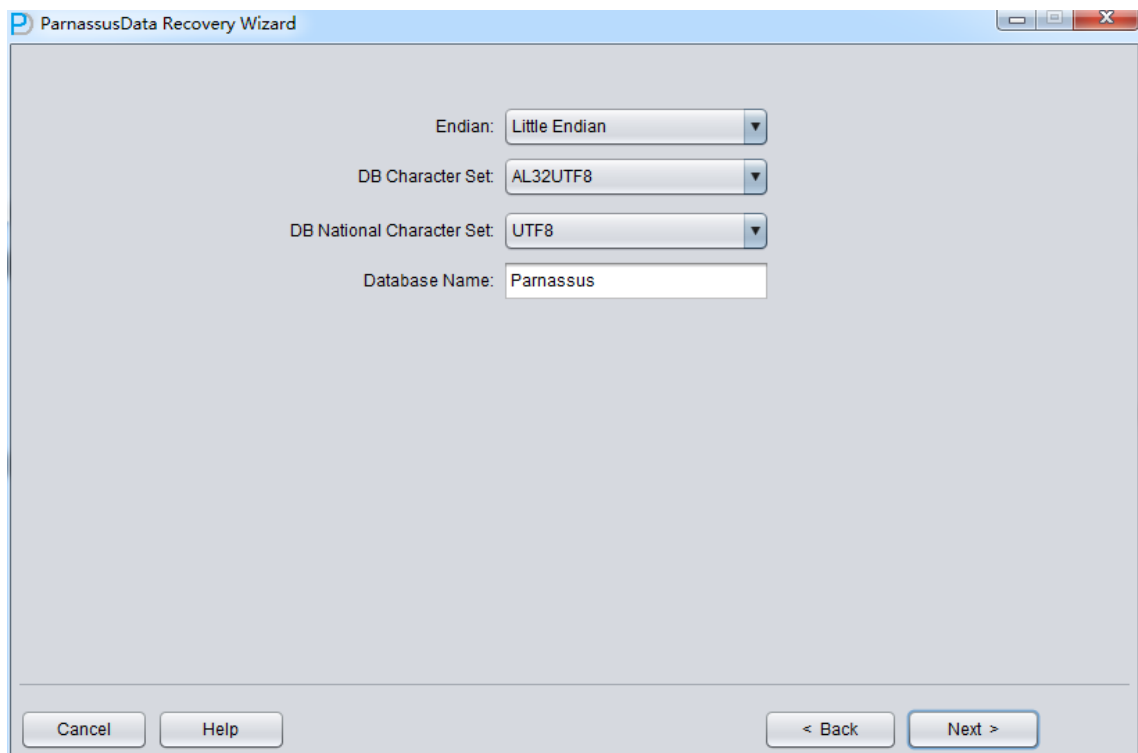 ParnassusData Recovery Wizard
Endian: Little Endian
DB Character Set: AL32UTF8
DB National Character Set: UTF8
Database Name: Parnassus
Cancel Help < Back Next >